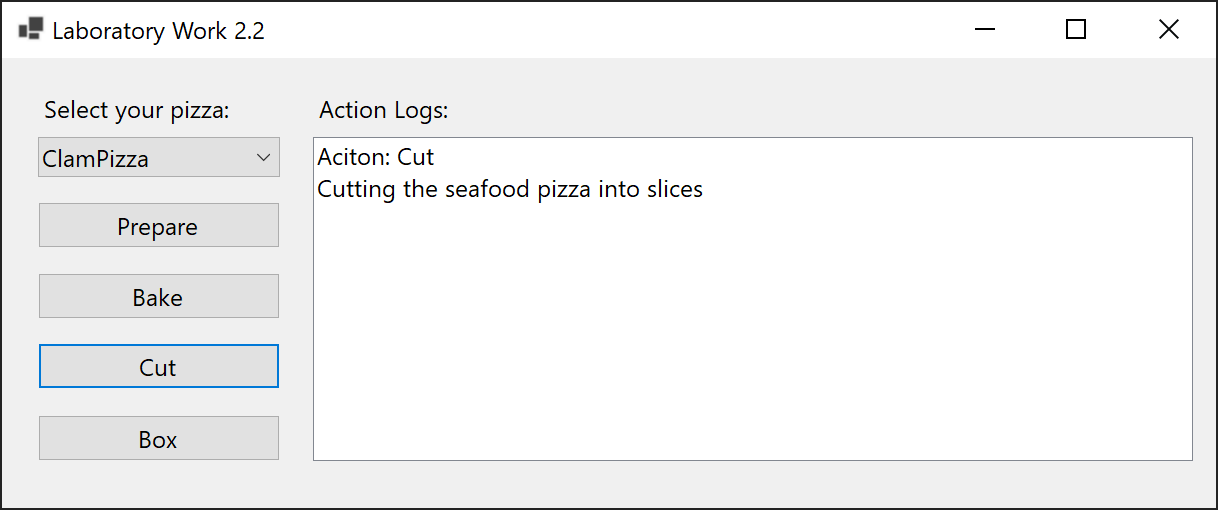 Laboratory Work 2.2
Select your pizza:
ClamPizza
Prepare
Bake
Cut
Box
Action Logs:
Aciton: Cut
Cutting the seafood pizza into slices